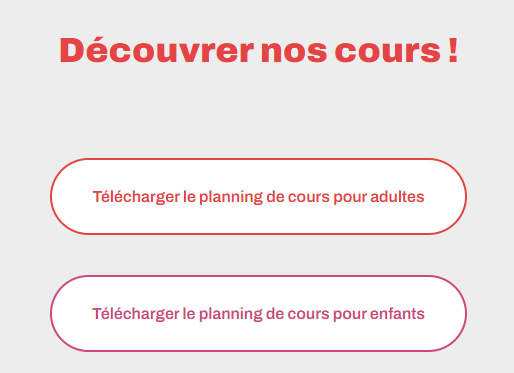 Découvrer nos cours !
Télécharger le planning de cours pour adultes
Télécharger le planning de cours pour enfants